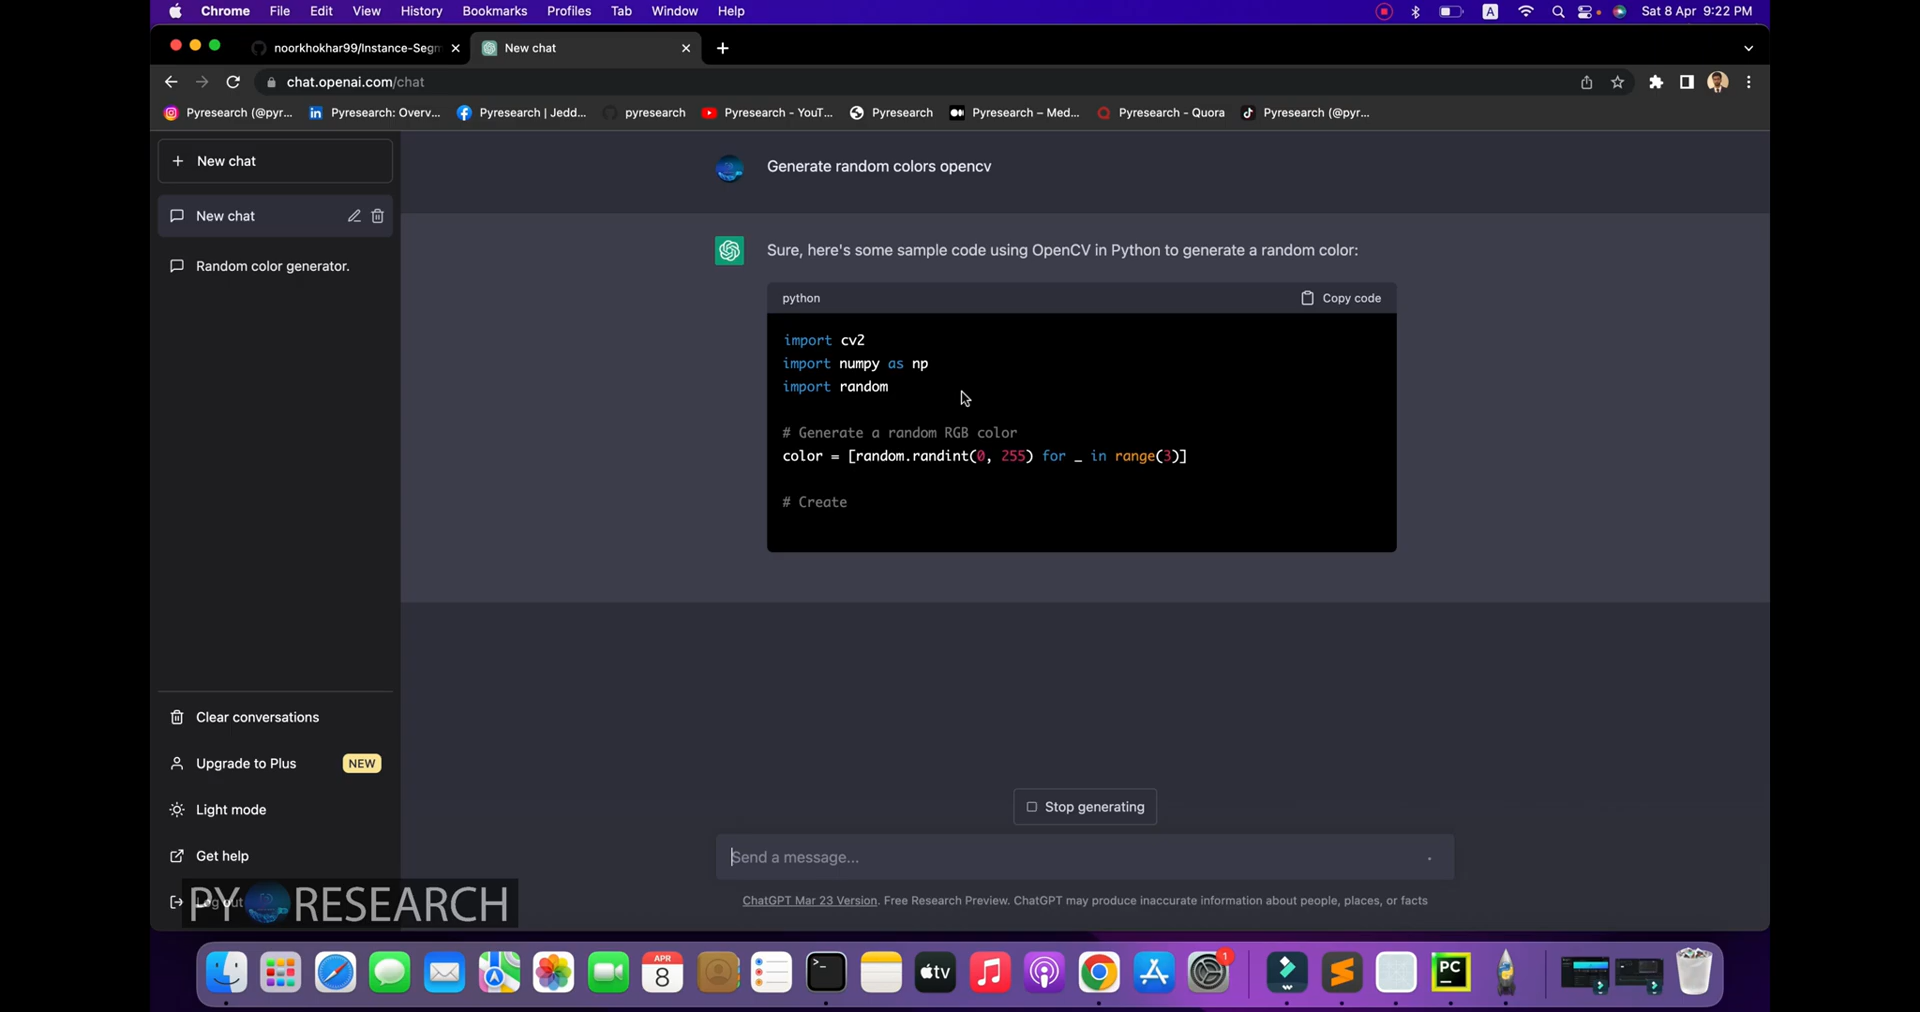 Chrome File Edit View History Bookmarks Profiles Tab Window Help
A
Sat 8 Apr 9:22 PM
noorkhokhar99/Instance-Segm
New chat
chat.openai.com/chat
Pyresearch (@pyr...
Pyresearch: Overv...
Pyresearch | Jedd...
pyresearch
Pyresearch - YouT...
Pyresearch
Pyresearch – Med...
Pyresearch - Quora
Pyresearch (@pyr...
New chat
New chat
Random color generator.
Generate random colors opencv
Sure, here's some sample code using OpenCV in Python to generate a random color:
python
Copy code
import cv2
import numpy as np
import random
# Generate a random RGB color
color = [random.randint(0, 255) for _ in range(3)]
# Create
Clear conversations
Upgrade to Plus NEW
Light mode
Get help
Log out
PY RESEARCH
Stop generating
Send a message...
ChatGPT Mar 23 Version. Free Research Preview. ChatGPT may produce inaccurate information about people, places, or facts
APR
8
tv
1
PC